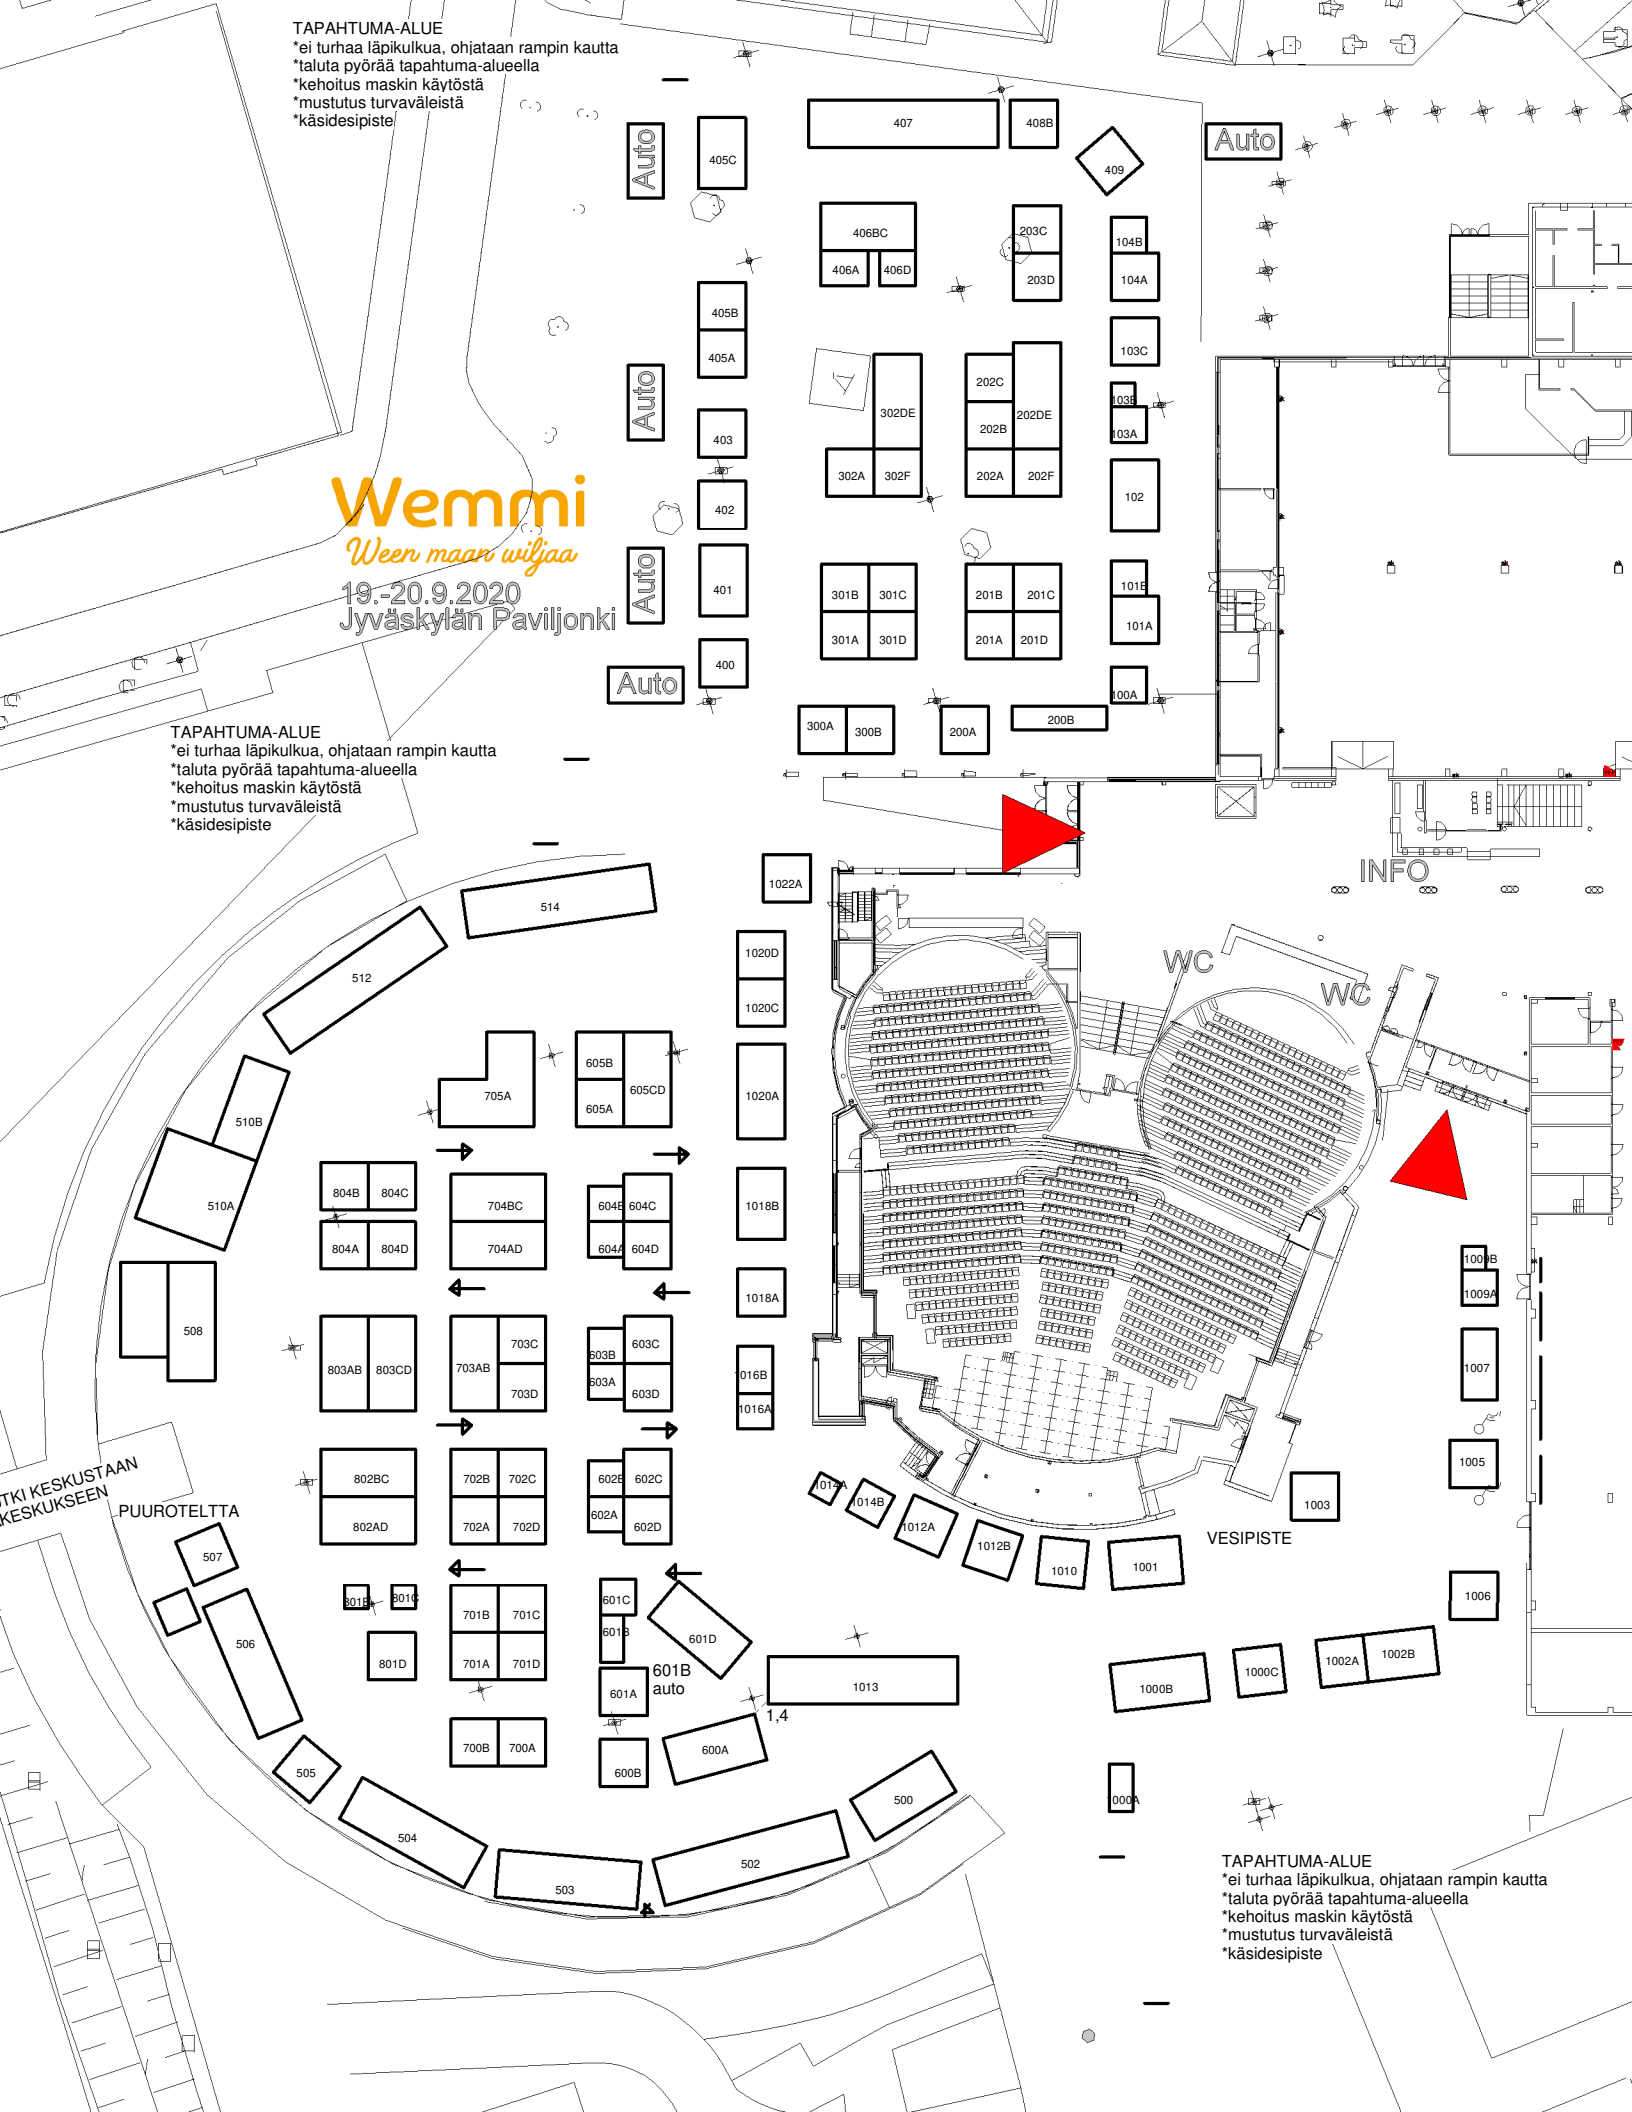 TAPAHTUMA-ALUE
*ei turhaa läpikulkua, ohjataan rampin kautta
*taluta pyörää tapahtuma-alueella
*kehoitus maskin käytöstä
*mustutus turvaväleistä
*käsidesipiste
Auto
405C
407
408B
409
Auto
406BC
406A
406D
203C
203D
104B
104A
405B
405A
103C
Auto
403
302DE
202C
202B
202DE
103B
103A
302A
302F
202A
202F
102
402
Wemmi
Ween maan wiljaa
19.-20.9.2020
Jyväskylän Paviljonki
Auto
401
301B
301C
201B
201C
101B
301A
301D
201A
201D
101A
Auto
400
100A
300A
300B
200A
200B
TAPAHTUMA-ALUE
*ei turhaa läpikulkua, ohjataan rampin kautta
*taluta pyörää tapahtuma-alueella
*kehoitus maskin käytöstä
*mustutus turvaväleistä
*käsidesipiste
INFO
WC
WC
1022A
514
512
1020D
1020C
510B
510A
705A
605B
605A
605CD
1020A
804B
804C
704BC
604B
604C
1018B
804A
804D
704AD
604A
604D
1018A
508
803AB
803CD
703AB
703C
703D
603B
603C
603A
603D
1016B
1016A
1009B
1009A
1007
1005
1003
VESIPISTE
1006
802BC
802AD
702B
702C
702A
702D
602B
602C
602A
602D
1014A
1014B
1012A
1012B
1010
1001
KESKUSTAAN
KESKUKSEEN
PUUROTELTTA
507
506
801B
801C
801D
701B
701C
701A
701D
601C
601B
601D
601A
601B
auto
1013
1,4
1000B
1000C
1002A
1002B
700B
700A
600B
600A
505
504
503
502
500
1000A
TAPAHTUMA-ALUE
*ei turhaa läpikulkua, ohjataan rampin kautta
*taluta pyörää tapahtuma-alueella
*kehoitus maskin käytöstä
*mustutus turvaväleistä
*käsidesipiste